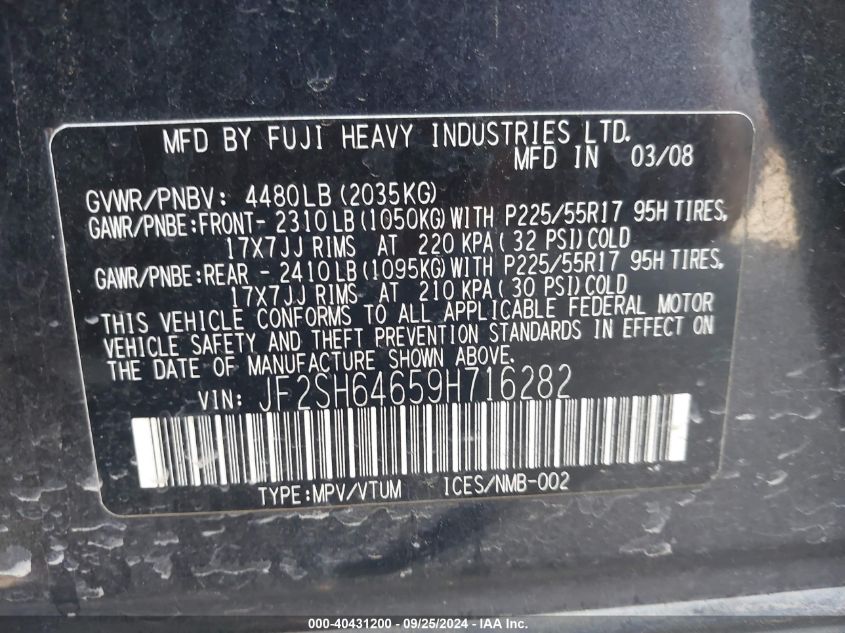 MFD BY FUJI HEAVY INDUSTRIES LTD.
MFD IN 03/08
GVWR/PNBV: 4480LB(2035KG)
GAWR/PNBE:FRONT- 2310LB(1050KG)WITH P225/55R17 95H TIRES,
17X7JJ RIMS AT 220 KPA(32 PSI)COLD
GAWR/PNBE:REAR - 2410LB(1095KG)WITH P225/55R17 95H TIRES,
17X7JJ RIMS AT 210 KPA(30 PSI)COLD
THIS VEHICLE CONFORMS TO ALL APPLICABLE FEDERAL MOTOR
VEHICLE SAFETY AND THEFT PREVENTION STANDARDS IN EFFECT ON
THE DATE OF MANUFACTURE SHOWN ABOVE.
VIN: JF2SH64659H716282
TYPE:MPV/VTUM ICES/NMB-002
000-40431200 - 09/25/2024 - IAA Inc.